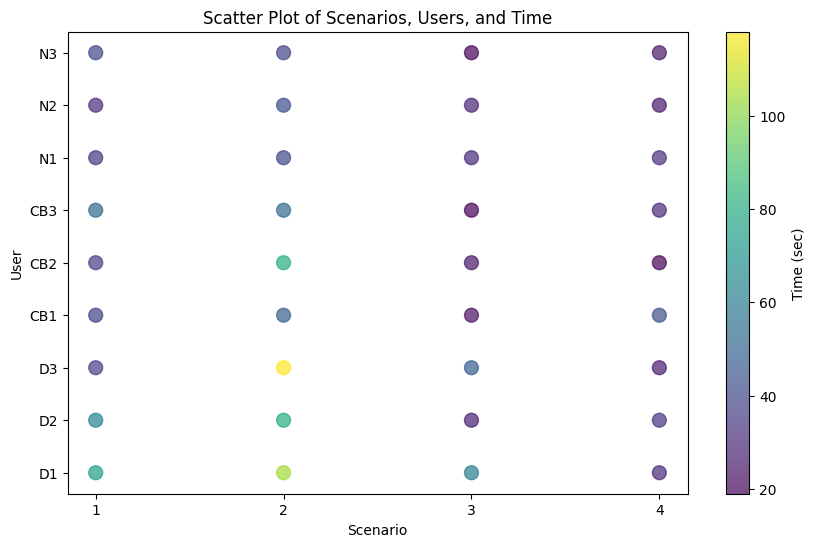 Scatter Plot of Scenarios, Users, and Time
N3
N2
N1
CB3
CB2
CB1
D3
D2
D1
User
1 2 3 4
Scenario
100
80
60
40
20
Time (sec)